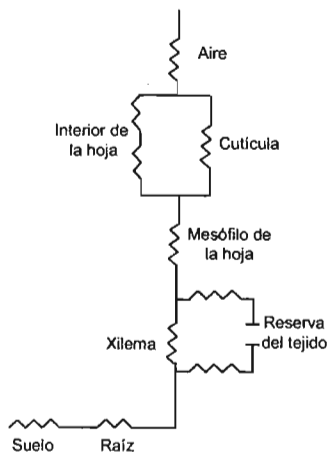 Aire
Interior de
la hoja
Cutícula
Mesófilo de
la hoja
Xilema
Reserva
del tejido
Suelo
Raíz